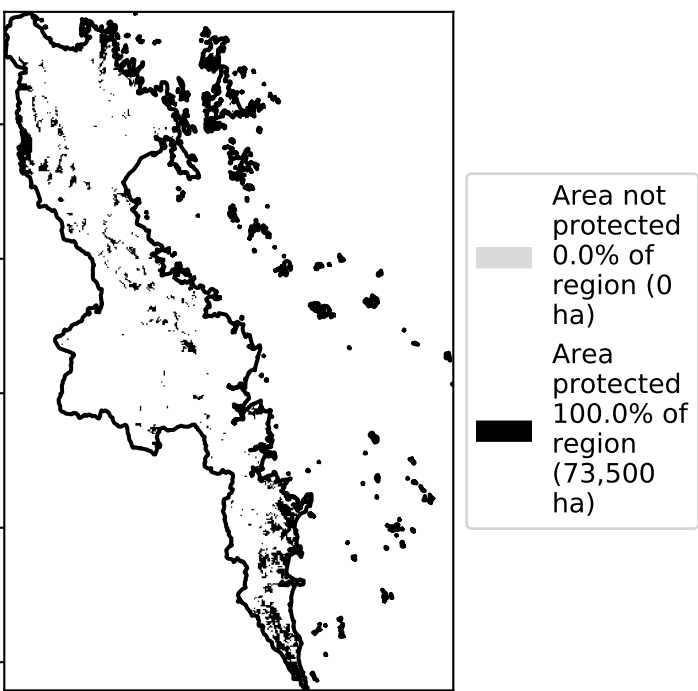 Area not
protected
0.0% of
region (0
ha)
Area
protected
100.0% of
region
(73,500
ha)